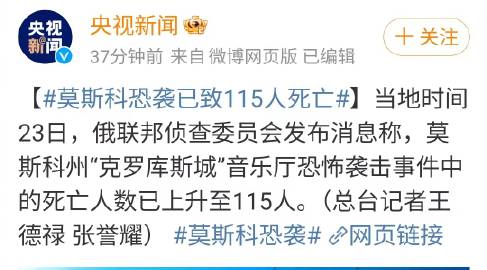 央视新闻
央视新闻
37分钟前 来自 微博网页版 已编辑
+ 关注
【#莫斯科恐袭已致115人死亡#】当地时间
23日，俄联邦侦查委员会发布消息称，莫
斯科州“克罗库斯城”音乐厅恐怖袭击事件中
的死亡人数已上升至115人。（总台记者王
德禄 张誉耀） #莫斯科恐袭# 网页链接